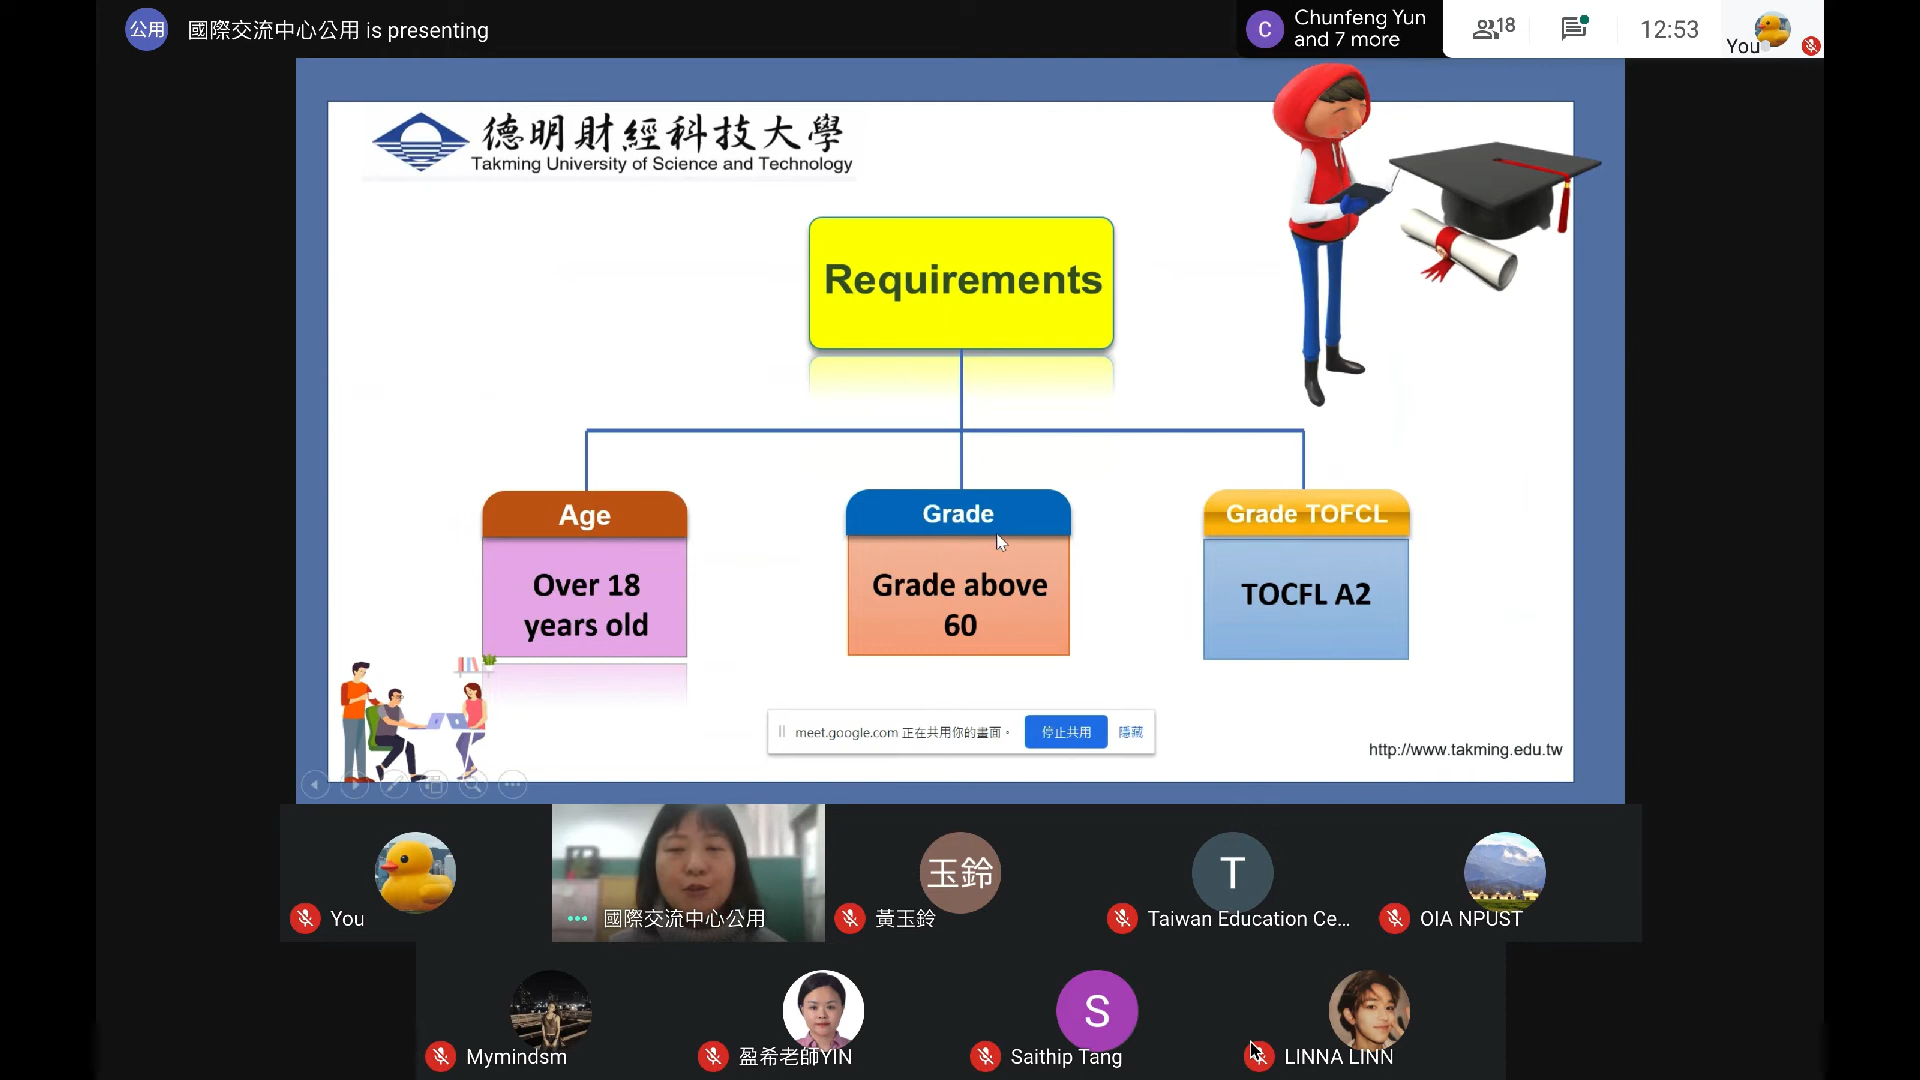 公用
國際交流中心公用 is presenting
C
Chunfeng Yun
and 7 more
18
12:53
You
德明財經科技大學
Takming University of Science and Technology
Requirements
Age
Grade
Grade TOFCL
Over 18
years old
Grade above
60
TOCFL A2
meet.google.com 正在共用你的畫面。
停止共用
隱藏
http://www.takming.edu.tw
You
國際交流中心公用
玉鈴
黃玉鈴
T
Taiwan Education Ce...
OIA NPUST
Mymindsm
盈希老師YIN
S
Saithip Tang
LINNA LINN